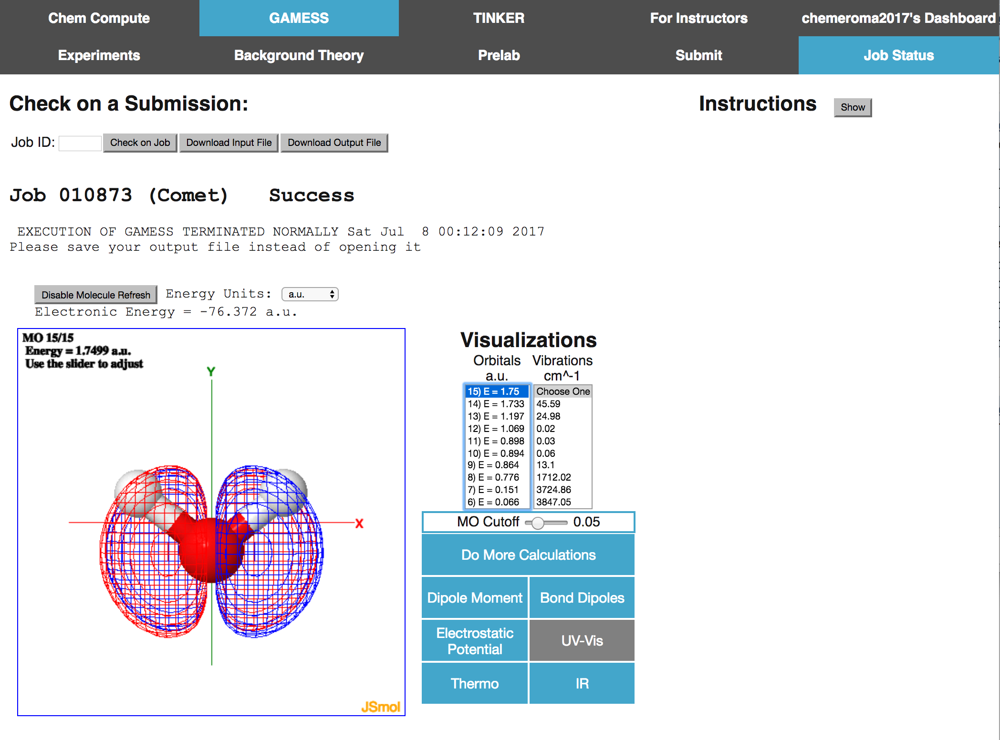 Chem Compute GAMESS TINKER For Instructors chemeroma2017's Dashboard
Experiments Background Theory Prelab Submit Job Status
Check on a Submission:
Instructions Show
Job ID: Check on Job Download Input File Download Output File
Job 010873 (Comet) Success
EXECUTION OF GAMESS TERMINATED NORMALLY Sat Jul 8 00:12:09 2017
Please save your output file instead of opening it
Disable Molecule Refresh Energy Units: a.u.
Electronic Energy = -76.372 a.u.
MO 15/15
Energy = 1.7499 a.u.
Use the slider to adjust
Y
X
JSmol
Visualizations
Orbitals Vibrations
a.u. cm^-1
15) E = 1.75 Choose One
14) E = 1.733 45.59
13) E = 1.197 24.98
12) E = 1.069 0.02
11) E = 0.898 0.03
10) E = 0.894 0.06
9) E = 0.864 13.1
8) E = 0.776 1712.02
7) E = 0.151 3724.86
6) E = 0.066 3847.05
MO Cutoff 0.05
Do More Calculations
Dipole Moment Bond Dipoles
Electrostatic
Potential
UV-Vis
Thermo IR